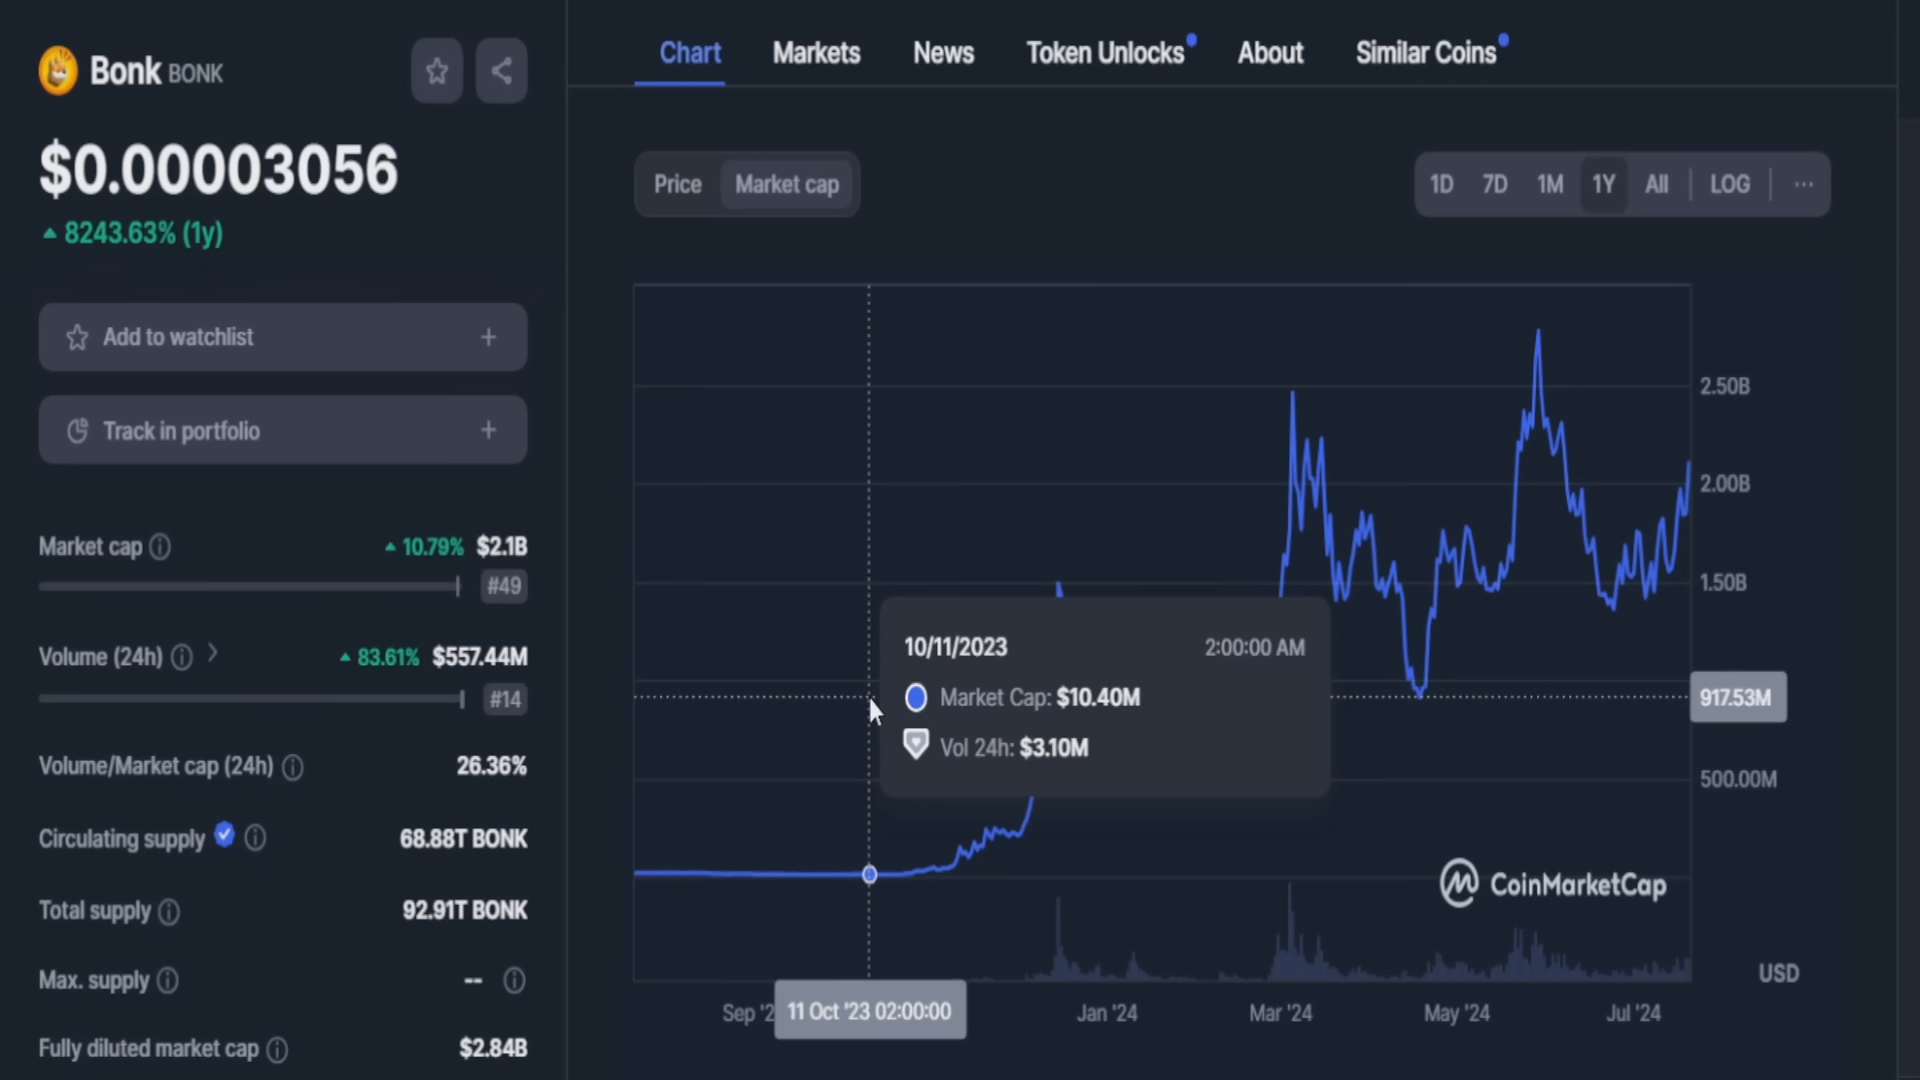 Bonk BONK
$0.00003056
8243.63% (1y)
Add to watchlist +
Track in portfolio +
Market cap 10.79% $2.1B
#49
Volume (24h) 83.61% $557.44M
#14
Volume/Market cap (24h) 26.36%
Circulating supply 68.88T BONK
Total supply 92.91T BONK
Max. supply --
Fully diluted market cap $2.84B
Chart Markets News Token Unlocks About Similar Coins
Price Market cap
1D 7D 1M 1Y All LOG ...
2.50B
2.00B
1.50B
10/11/2023 2:00:00 AM
Market Cap: $10.40M
917.53M
Vol 24h: $3.10M
500.00M
CoinMarketCap
USD
Sep '2 11 Oct '23 02:00:00 Jan '24 Mar '24 May '24 Jul '24